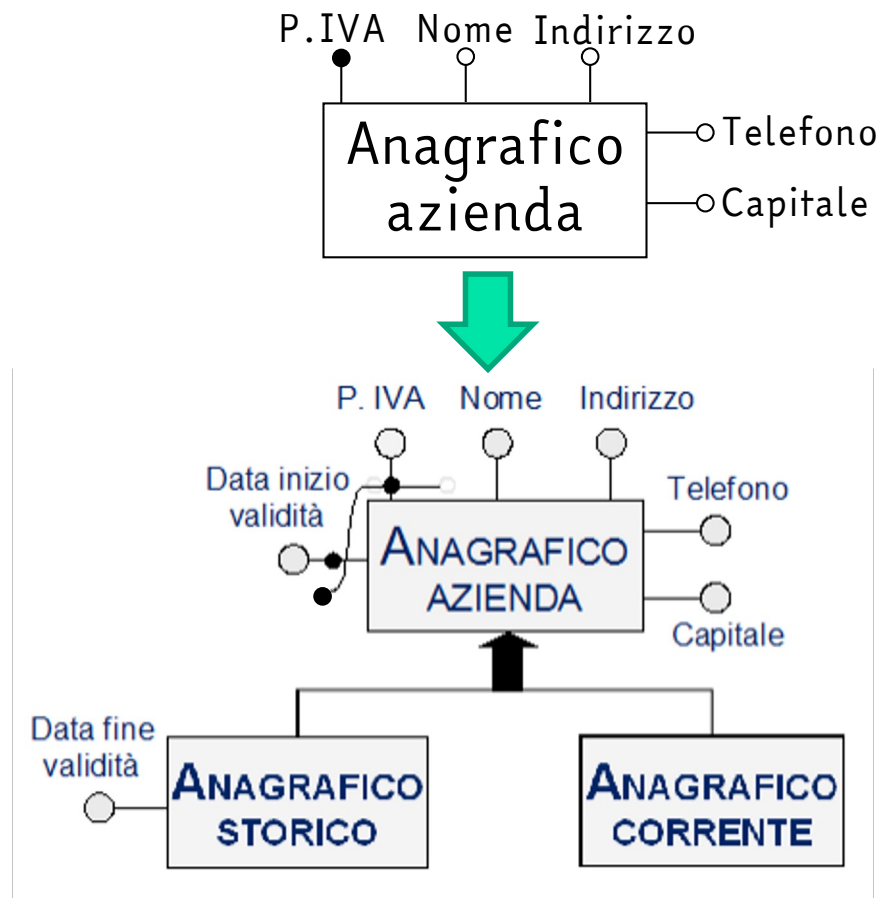 P.IVA Nome Indirizzo
Anagrafico
azienda
Telefono
Capitale
P. IVA Nome Indirizzo
Data inizio
validità
Telefono
ANAGRAFICO
AZIENDA
Capitale
Data fine
validità
ANAGRAFICO
STORICO
ANAGRAFICO
CORRENTE